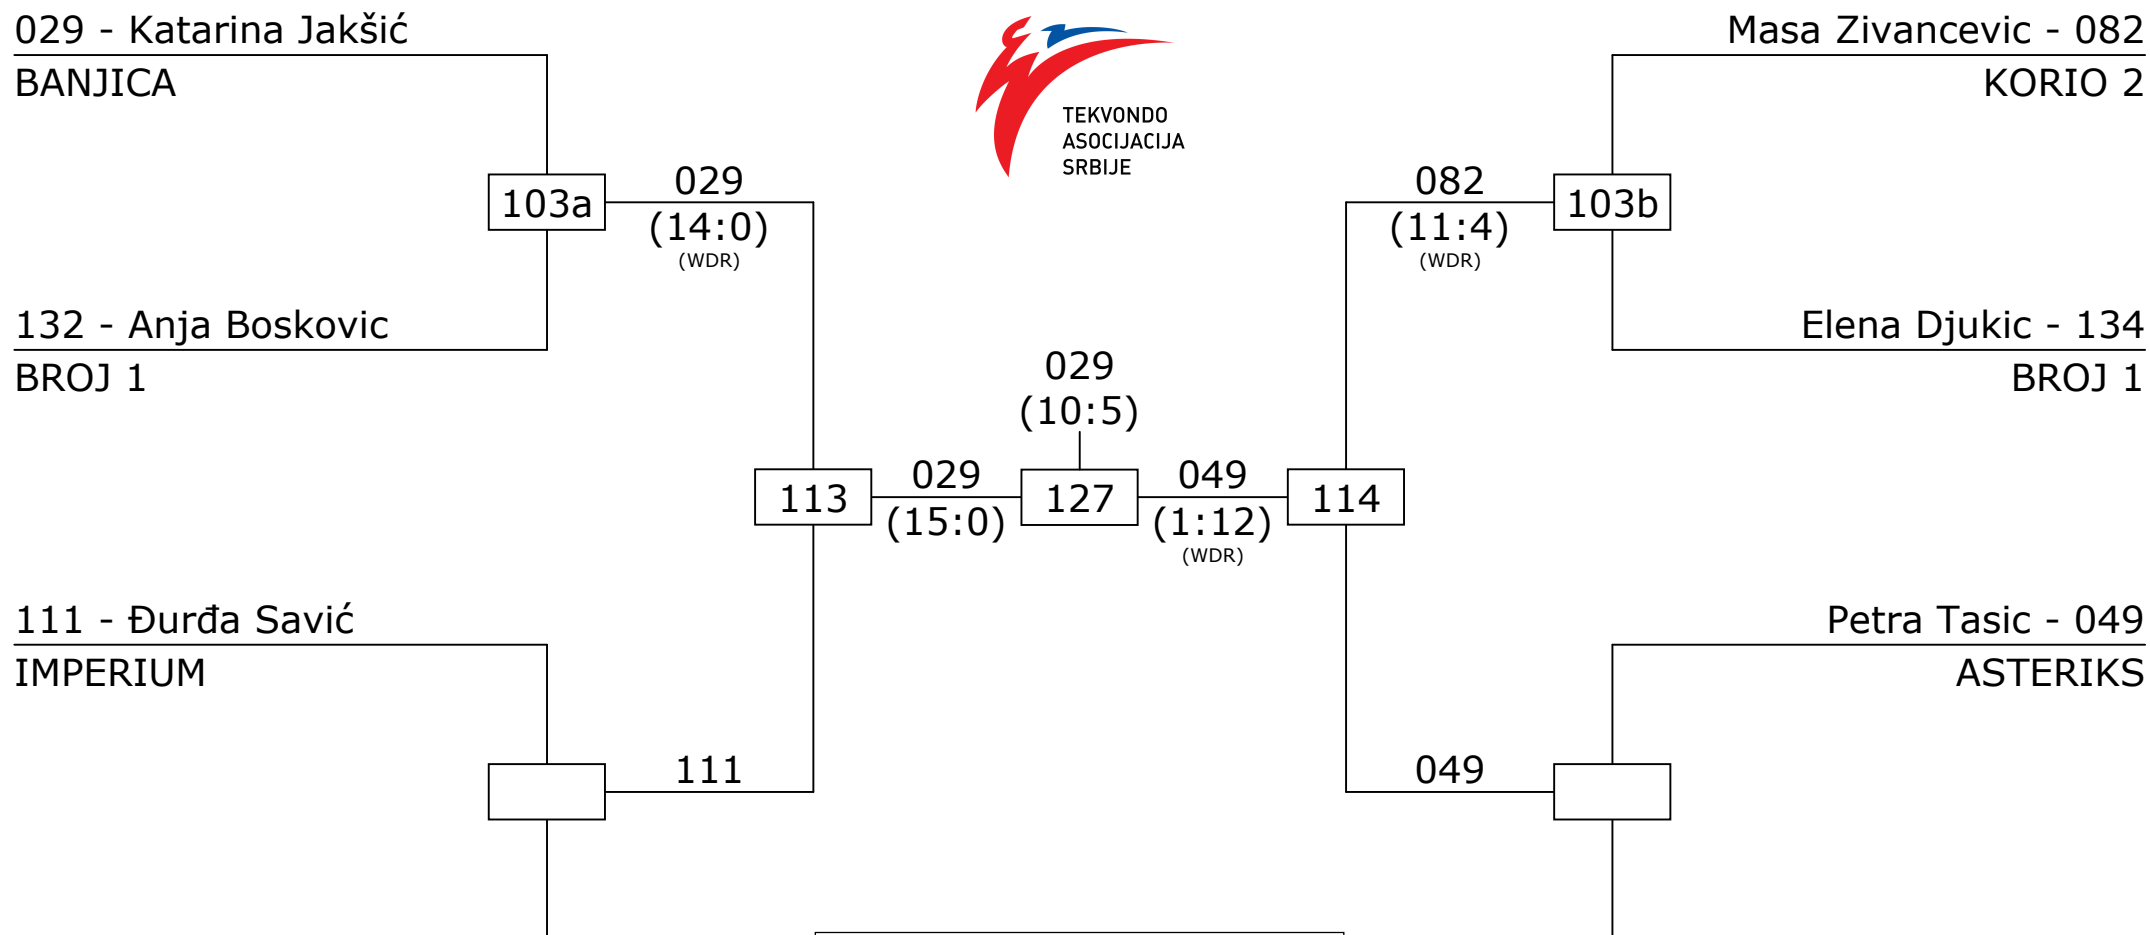 029 - Katarina Jakšić
BANJICA
Masa Zivancevic - 082
KORIO 2
TEKVONDO
ASOCIJACIJA
SRBIJE
103a
029
(14:0)
(WDR)
082
(11:4)
(WDR)
103b
132 - Anja Boskovic
BROJ 1
Elena Djukic - 134
BROJ 1
029
(10:5)
113
029
(15:0)
127
049
(1:12)
(WDR)
114
111 - Đurđa Savić
IMPERIUM
Petra Tasic - 049
ASTERIKS
111
049